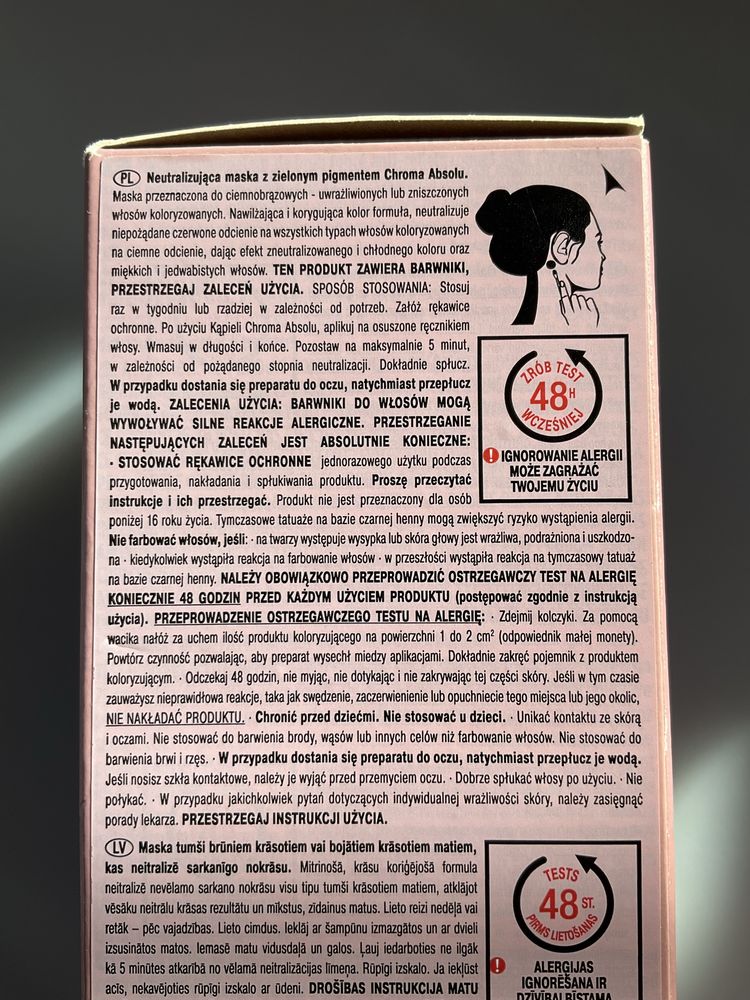 PL Neutralizująca maska z zielonym pigmentem Chroma Absolu.
Maska przeznaczona do ciemnobrązowych - uwrażliwionych lub zniszczonych
włosów koloryzowanych. Nawilżająca i korygująca kolor formuła, neutralizuje
niepożądane czerwone odcienie na wszystkich typach włosów koloryzowanych
na ciemne odcienie, dając efekt zneutralizowanego i chłodnego koloru oraz
miękkich i jedwabistych włosów. TEN PRODUKT ZAWIERA BARWNIKI,
PRZESTRZEGAJ ZALECEŃ UŻYCIA. SPOSÓB STOSOWANIA: Stosuj
raz w tygodniu lub rzadziej w zależności od potrzeb. Załóż rękawice
ochronne. Po użyciu Kąpieli Chroma Absolu, aplikuj na osuszone ręcznikiem
włosy. Wmasuj w długości i końce. Pozostaw na maksymalnie 5 minut,
w zależności od pożądanego stopnia neutralizacji. Dokładnie spłucz.
W przypadku dostania się preparatu do oczu, natychmiast przepłucz
je wodą. ZALECENIA UŻYCIA: BARWNIKI DO WŁOSÓW MOGĄ
WYWOŁYWAĆ SILNE REAKCJE ALERGICZNE. PRZESTRZEGANIE
NASTĘPUJĄCYCH ZALECEŃ JEST ABSOLUTNIE KONIECZNE:
· STOSOWAĆ RĘKAWICE OCHRONNE jednorazowego użytku podczas
przygotowania, nakładania i spłukiwania produktu. Proszę przeczytać
instrukcje i ich przestrzegać. Produkt nie jest przeznaczony dla osób
poniżej 16 roku życia. Tymczasowe tatuaże na bazie czarnej henny mogą zwiększyć ryzyko wystąpienia alergii.
Nie farbować włosów, jeśli: · na twarzy występuje wysypka lub skóra głowy jest wrażliwa, podrażniona i uszkodzo-
na · kiedykolwiek wystąpiła reakcja na farbowanie włosów · w przeszłości wystąpiła reakcja na tymczasowy tatuaż
na bazie czarnej henny. NALEŻY OBOWIĄZKOWO PRZEPROWADZIĆ OSTRZEGAWCZY TEST NA ALERGIĘ
KONIECZNIE 48 GODZIN PRZED KAŻDYM UŻYCIEM PRODUKTU (postępować zgodnie z instrukcją
użycia). PRZEPROWADZENIE OSTRZEGAWCZEGO TESTU NA ALERGIĘ: · Zdejmij kolczyki. Za pomocą
wacika nałóż za uchem ilość produktu koloryzującego na powierzchni 1 do 2 cm² (odpowiednik małej monety).
Powtórz czynność pozwalając, aby preparat wysechł miedzy aplikacjami. Dokładnie zakręć pojemnik z produktem
koloryzującym. · Odczekaj 48 godzin, nie myjąc, nie dotykając i nie zakrywając tej części skóry. Jeśli w tym czasie
zauważysz nieprawidłowa reakcje, taka jak swędzenie, zaczerwienienie lub opuchniecie tego miejsca lub jego okolic,
NIE NAKŁADAĆ PRODUKTU. · Chronić przed dziećmi. Nie stosować u dzieci. · Unikać kontaktu ze skórą
i oczami. Nie stosować do barwienia brody, wąsów lub innych celów niż farbowanie włosów. Nie stosować do
barwienia brwi i rzęs. · W przypadku dostania się preparatu do oczu, natychmiast przepłucz je wodą.
Jeśli nosisz szkła kontaktowe, należy je wyjąć przed przemyciem oczu. · Dobrze spłukać włosy po użyciu. · Nie
połykać. · W przypadku jakichkolwiek pytań dotyczących indywidualnej wrażliwości skóry, należy zasięgnąć
porady lekarza. PRZESTRZEGAJ INSTRUKCJI UŻYCIA.
ZRÓB TEST
48H
WCZEŚNIEJ
! IGNOROWANIE ALERGII
MOŻE ZAGRAŻAĆ
TWOJEMU ŻYCIU
LV Maska tumši brūniem krāsotiem vai bojātiem krāsotiem matiem,
kas neitralizē sarkanīgo nokrāsu. Mitrinošā, krāsu koriģējošā formula
neitralizē nevēlamo sarkano nokrāsu visu tipu tumši krāsotiem matiem, atklājot
vēsāku neitrālu krāsas rezultātu un mīkstus, zīdainus matus. Lieto reizi nedēļā vai
retāk – pēc vajadzības. Lieto cimdus. Ieklāj ar šampūnu izmazgātos un ar dvieli
izsusinātos matos. Iemasē matu vidusdaļā un galos. Ļauj iedarboties ne ilgāk
kā 5 minūtes atkarībā no vēlamā neitralizācijas līmeņa. Rūpīgi izskalo. Ja iekļūst
acīs, nekavējoties rūpīgi izskalo ar ūdeni. DROŠĪBAS INSTRUKCIJA MATU
TESTS
48 ST.
PIRMS LIETOŠANAS
! ALERĢIJAS
IGNORĒŠANA IR
DZĪVĪBAI BĪSTAMA